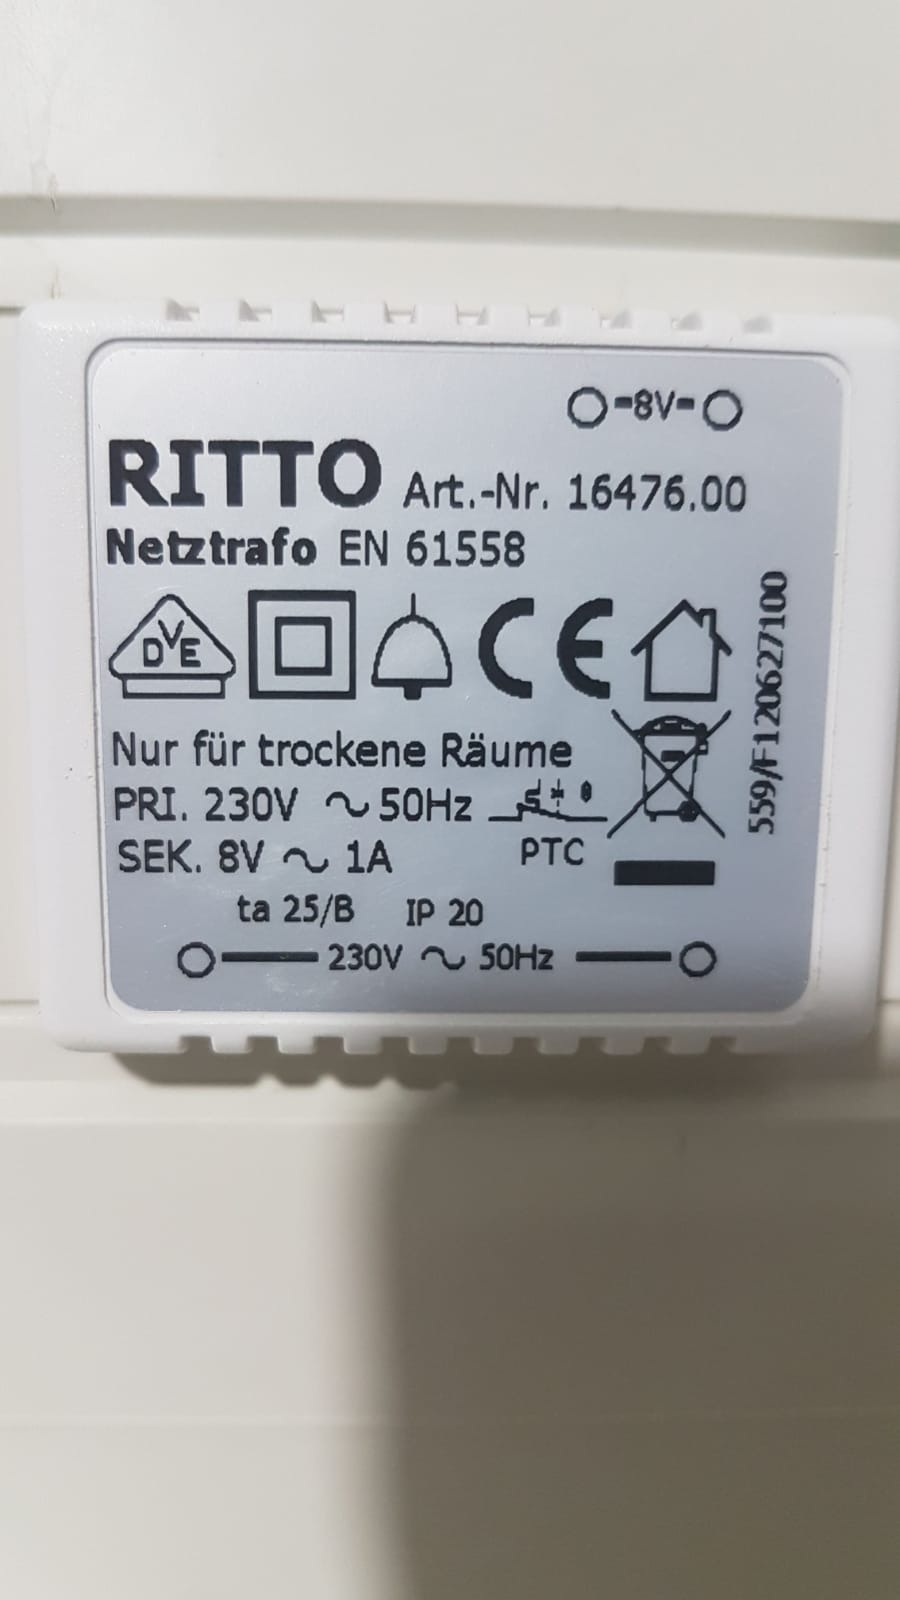 -8V-
RITTO Art.-Nr. 16476.00
Netztrafo EN 61558
DVE CE
Nur für trockene Räume
PRI. 230V ~ 50Hz
SEK. 8V ~ 1A PTC
ta 25/B IP 20
230V ~ 50Hz
559/F120627100